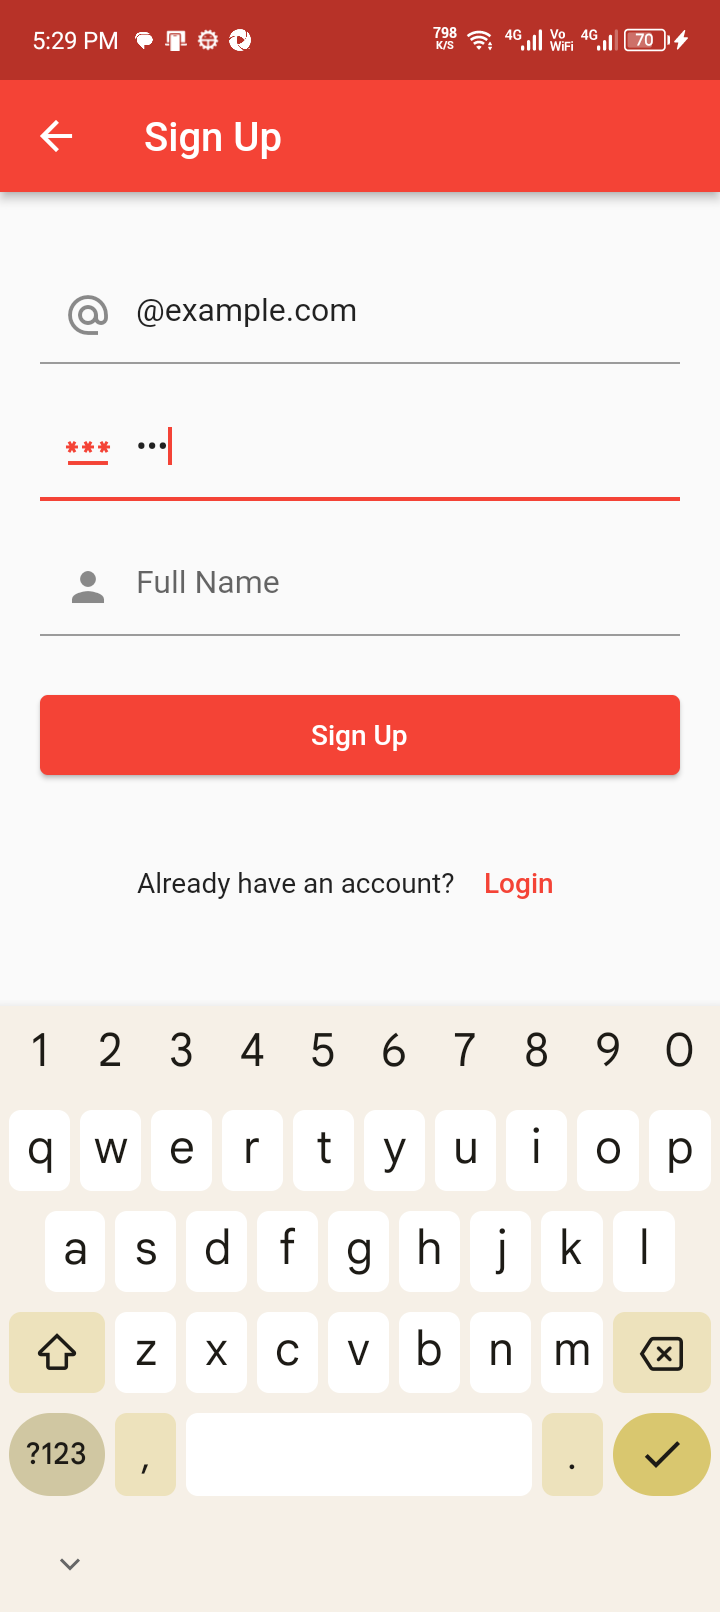 5:29 PM 798 K/S 4G Vo WiFi 4G 70
Sign Up
@example.com
*** •••
Full Name
Sign Up
Already have an account? Login
1 2 3 4 5 6 7 8 9 0
q w e r t y u i o p
a s d f g h j k l
z x c v b n m
?123 , .